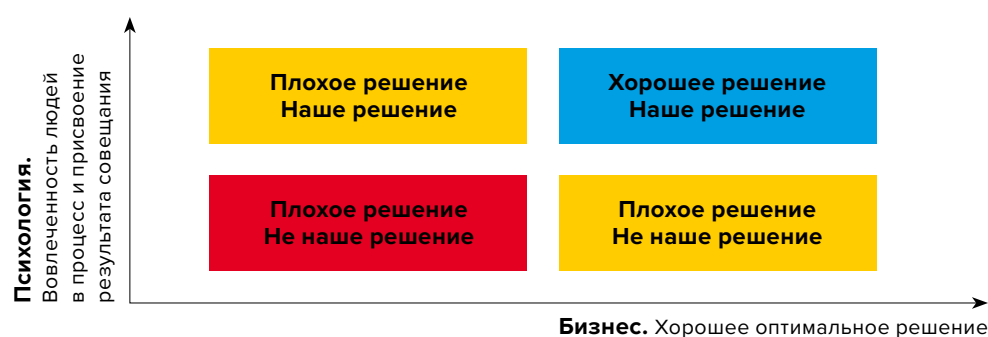 Психология.
Вовлеченность людей
в процесс и присвоение
результата совещания
Плохое решение
Наше решение
Хорошее решение
Наше решение
Плохое решение
Не наше решение
Плохое решение
Не наше решение
Бизнес. Хорошее оптимальное решение